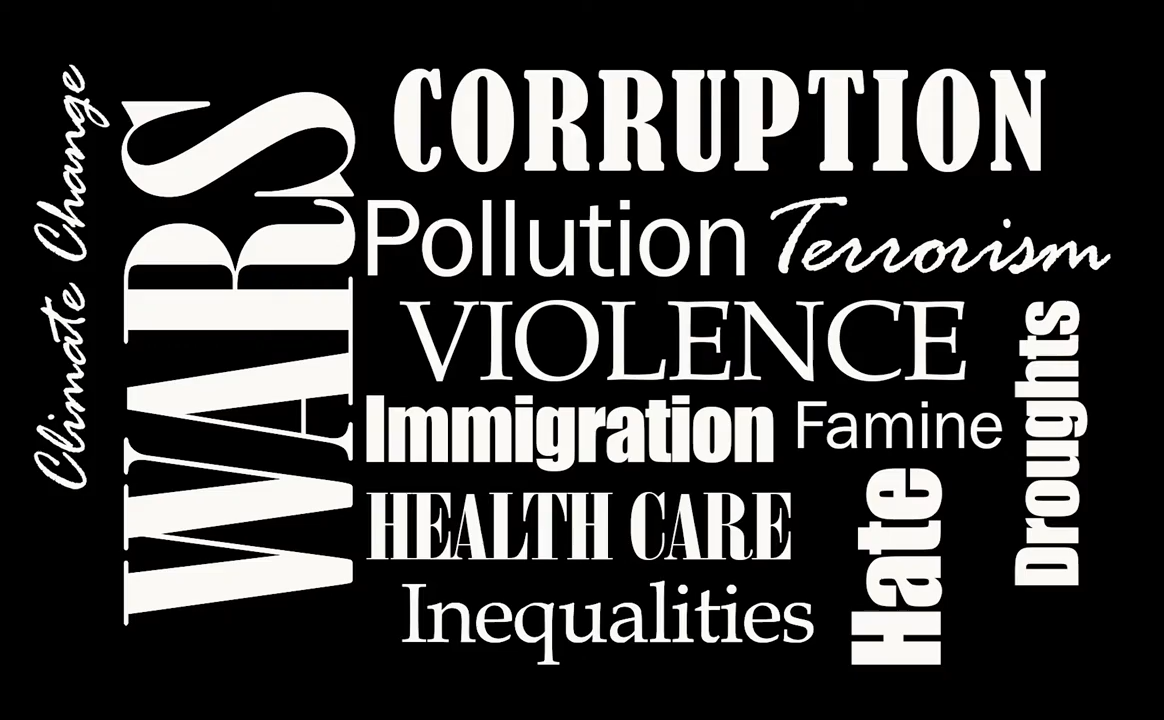 Climate Change
WARS
CORRUPTION
Pollution
Terrorism
VIOLENCE
Immigration
Famine
Droughts
HEALTH CARE
Hate
Inequalities